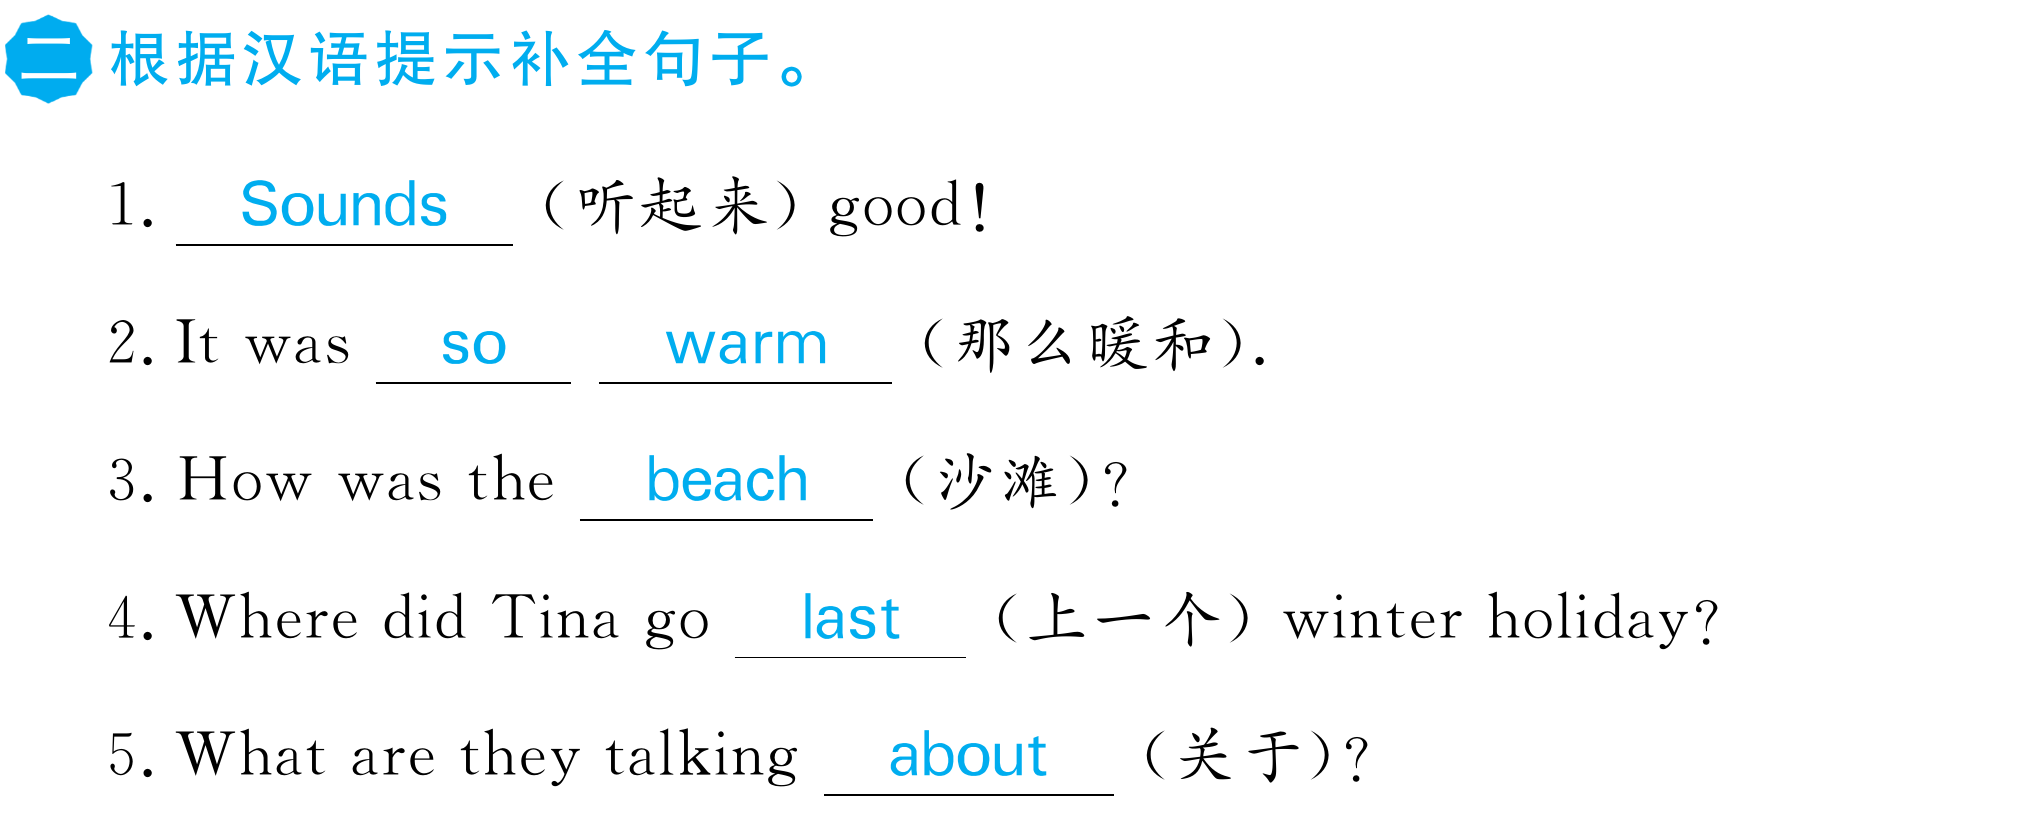 二 根据汉语提示补全句子。
1. Sounds （听起来）good!
2. It was so warm （那么暖和）.
3. How was the beach （沙滩）?
4. Where did Tina go last （上一个）winter holiday?
5. What are they talking about （关于）?